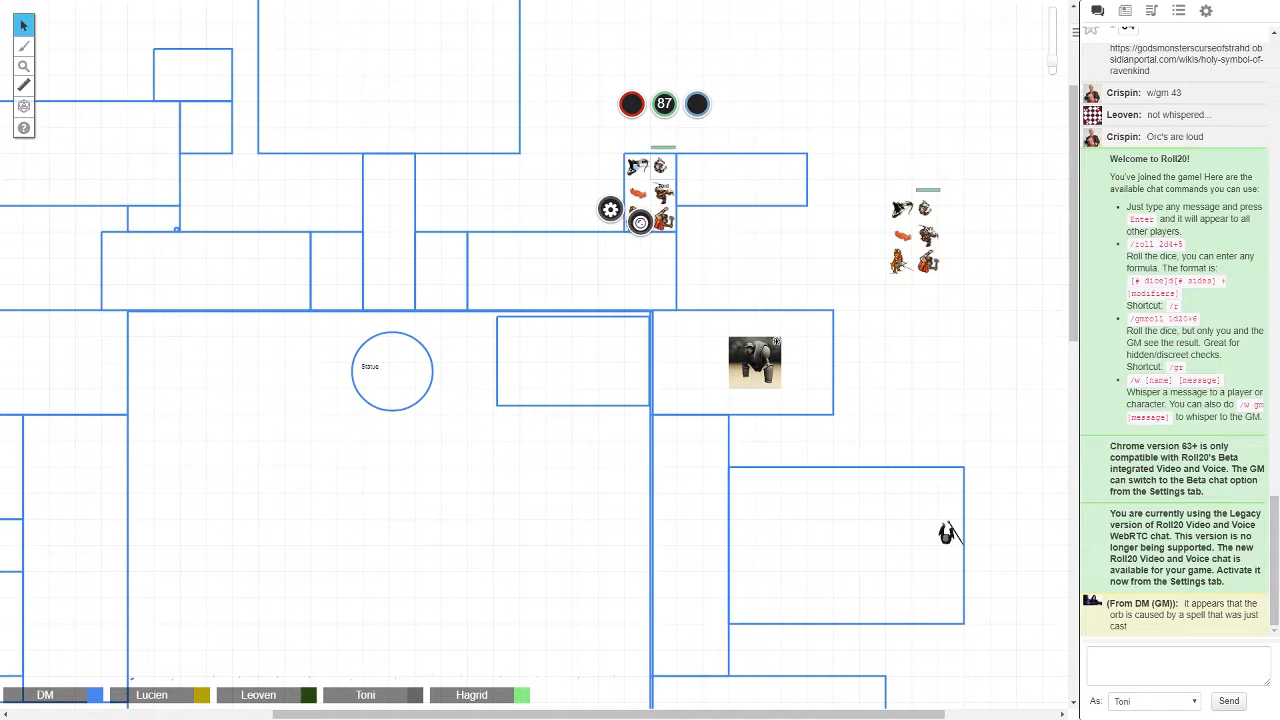 https://godsmonsterscurseofstrahd.ob
sidianportal.com/wikis/holy-symbol-of-
ravenkind
Crispin: w/gm 43
Leoven: not whispered...
Crispin: Orc's are loud
Welcome to Roll20!
You've joined the game! Here are the
available chat commands you can use:
Just type any message and press
Enter and it will appear to all
other players.
/roll 2d4+5
Roll the dice, you can enter any
formula. The format is:
[# dice]d[# sides] +
[modifiers]
Shortcut: /r
/gmroll 1d20+6
Roll the dice, but only you and the
GM see the result. Great for
hidden/discreet checks.
Shortcut: /gr
/w [name] [message]
Whisper a message to a player or
character. You can also do /w gm
[message] to whisper to the GM.
Chrome version 63+ is only
compatible with Roll20's Beta
integrated Video and Voice. The GM
can switch to the Beta chat option
from the Settings tab.
You are currently using the Legacy
version of Roll20 Video and Voice
WebRTC chat. This version is no
longer being supported. The new
Roll20 Video and Voice chat is
available for your game. Activate it
now from the Settings tab.
(From DM (GM)): it appears that the
orb is caused by a spell that was just
cast
As: Toni
Send
87
Toni
Statue
DM
Lucien
Leoven
Toni
Hagrid